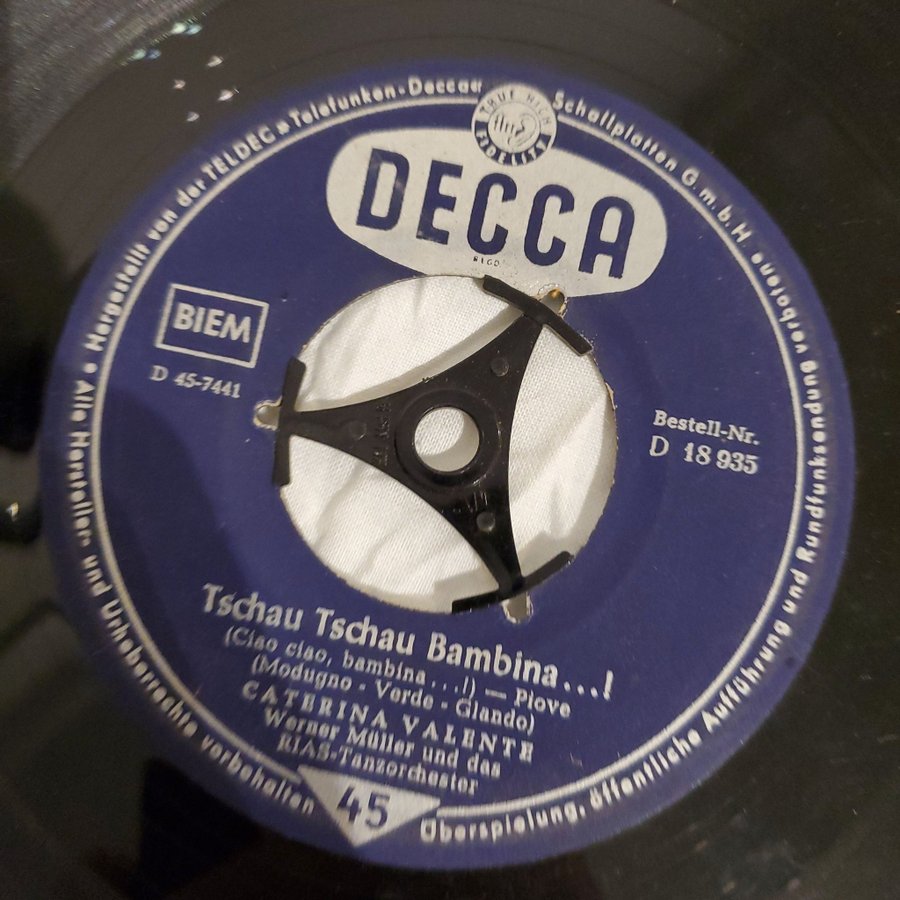 Hergestellt von der TELDEC »Telefunken-Decca« Schallplatten G.m.b.H.
TRUE HIGH FIDELITY
DECCA
BIEM
D 45-7441
Bestell-Nr.
D 18 935
Tschau Tschau Bambina...!
(Ciao ciao, bambina...!) — Piove
(Modugno - Verde - Giando)
CATERINA VALENTE
Werner Müller und das
RIAS-Tanzorchester
45
Alle Hersteller- und Urheberrechte vorbehalten
Überspielung, öffentliche Aufführung und Rundfunksendung verboten